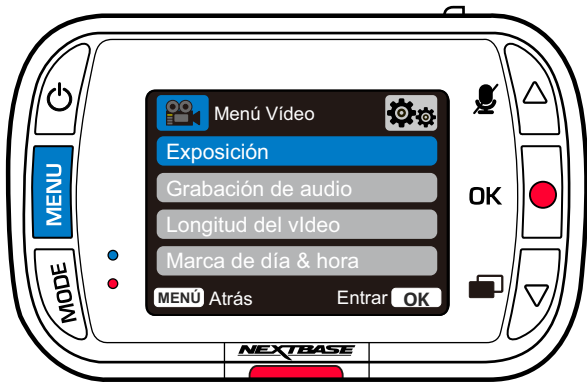 Menú Vídeo
Exposición
Grabación de audio
Longitud del vIdeo
Marca de día & hora
MENÚ Atrás Entrar OK
MENU
MODE
OK
NEXTBASE